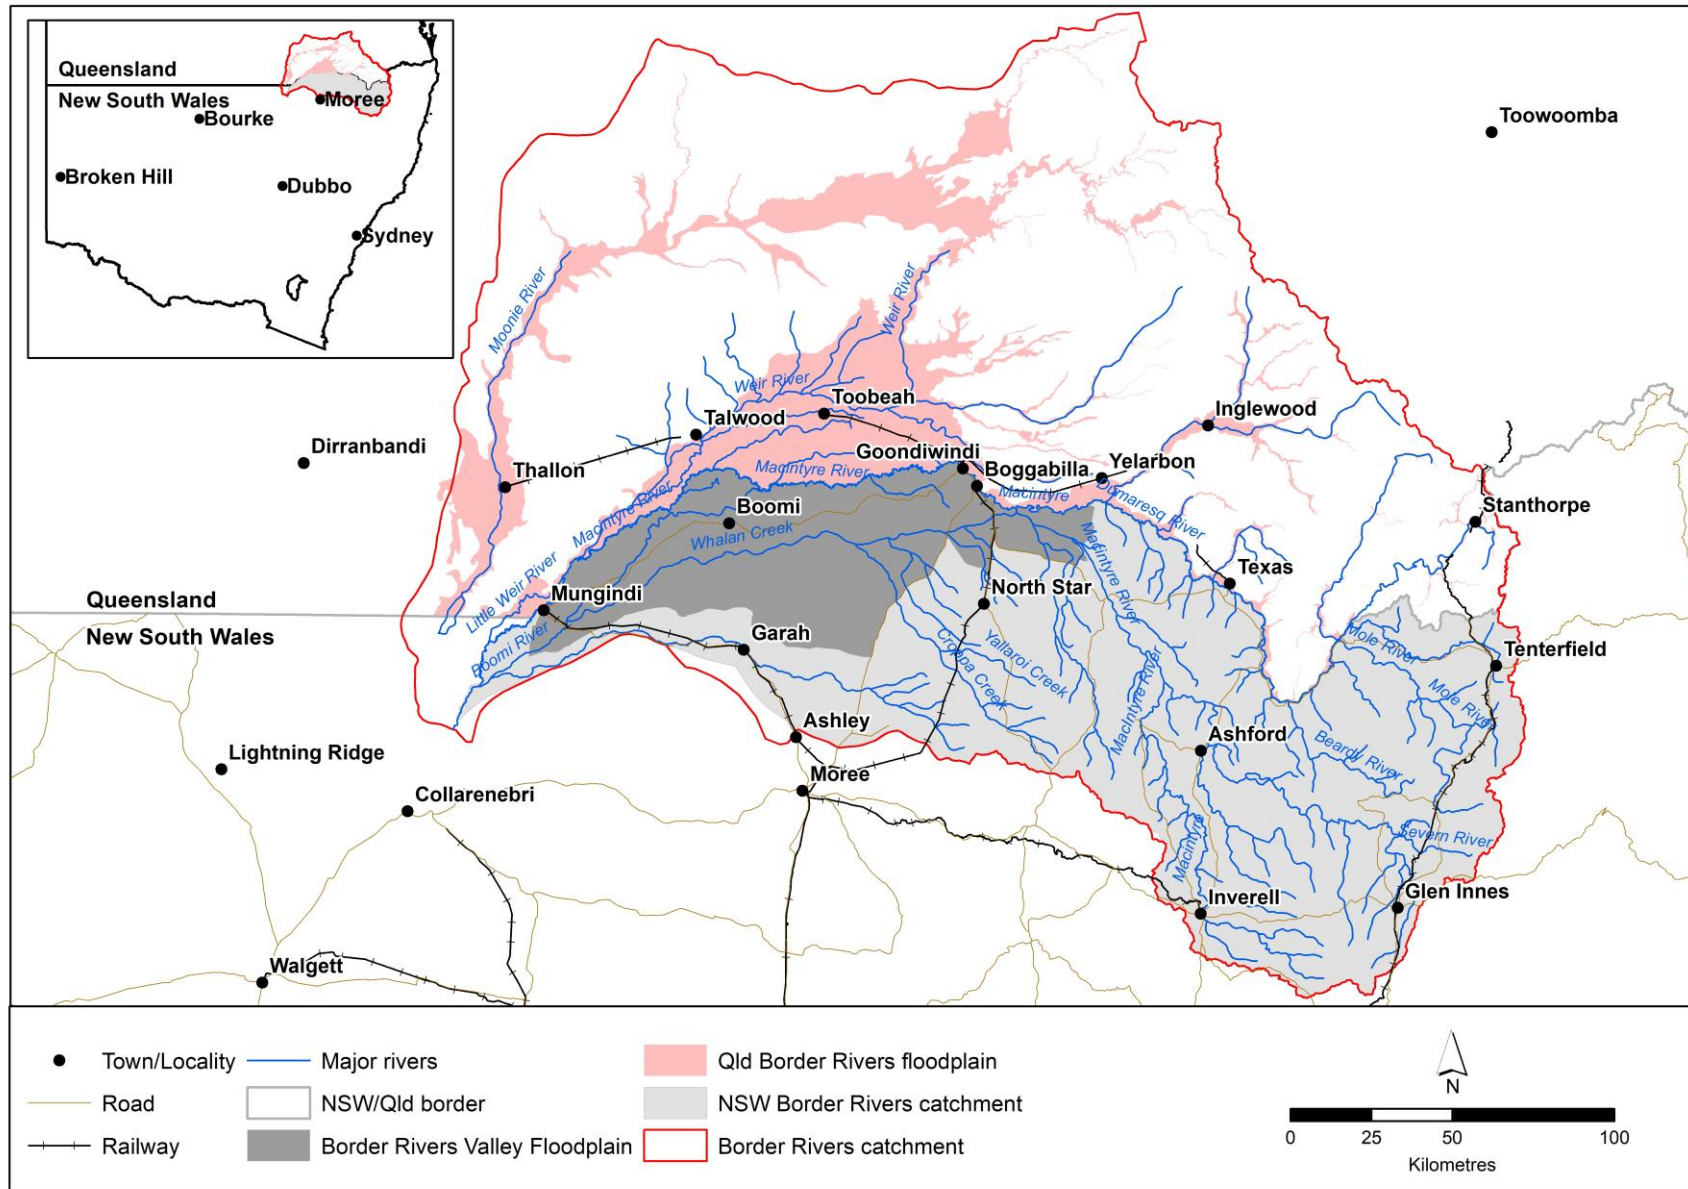 Queensland
New South Wales
Moree
Bourke
Broken Hill
Dubbo
Sydney
Toowoomba
Moonie River
Weir River
Weir River
Toobeah
Talwood
Inglewood
Dirranbandi
Goondiwindi
Boggabilla
Yelarbon
Thallon
Macintyre River
Macintyre
Dumaresq River
Stanthorpe
Boomi
Macintyre River
Whalan Creek
Macintyre River
Texas
Little Weir River
Mungindi
North Star
Queensland
New South Wales
Garah
Boomi River
Croppa Creek
Yallaroi Creek
MacIntyre River
Mole River
Tenterfield
Mole River
Ashley
Ashford
Beardy River
Lightning Ridge
Moree
Collarenebri
Macintyre
Severn River
Inverell
Glen Innes
Walgett
Town/Locality
Major rivers
Qld Border Rivers floodplain
Road
NSW/Qld border
NSW Border Rivers catchment
Railway
Border Rivers Valley Floodplain
Border Rivers catchment
N
0 25 50 100
Kilometres